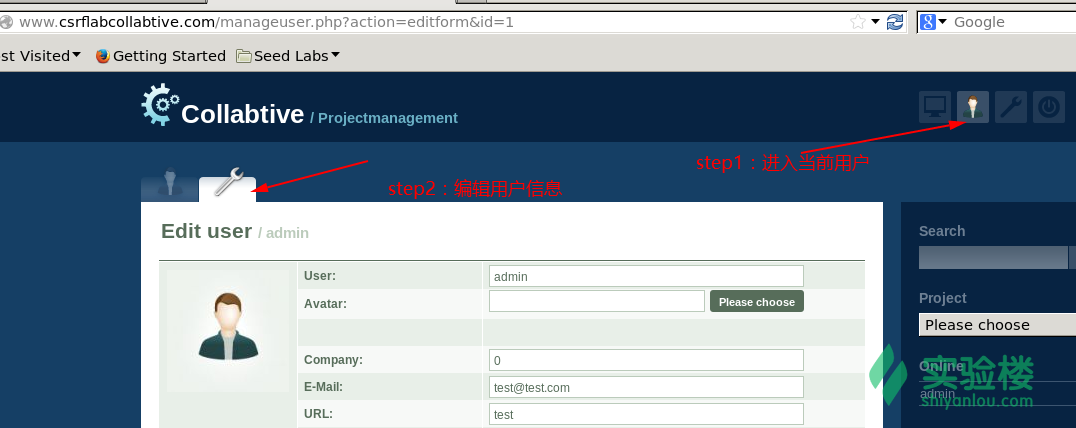 www.csrflabcollabtive.com/manageuser.php?action=editform&id=1
Google
st Visited
Getting Started
Seed Labs
Collabtive / Projectmanagement
step1：进入当前用户
step2：编辑用户信息
Edit user / admin
Search
User: admin
Avatar: Please choose
Project
Please choose
Company: 0
Online
E-Mail: test@test.com
admin
URL: test
实验楼
shiyanlou.com